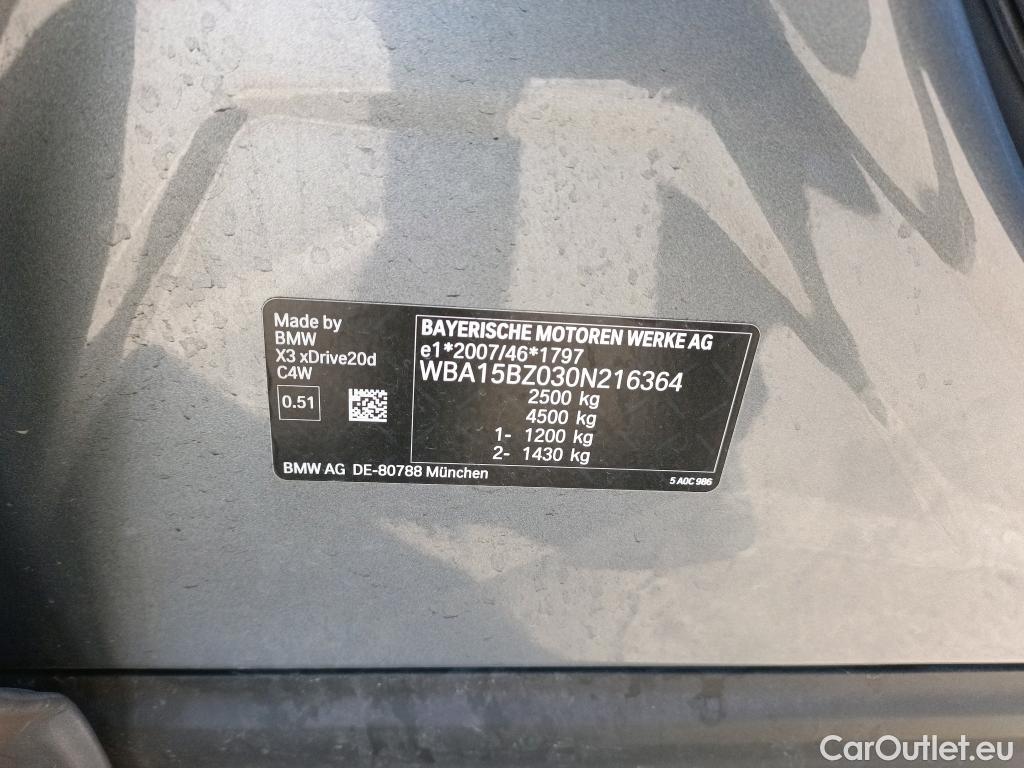 Made by
BMW
X3 xDrive20d
C4W
0.51
BAYERISCHE MOTOREN WERKE AG
e1*2007/46*1797
WBA15BZ030N216364
2500 kg
4500 kg
1- 1200 kg
2- 1430 kg
BMW AG DE-80788 München
5 A0C 986
CarOutlet.eu